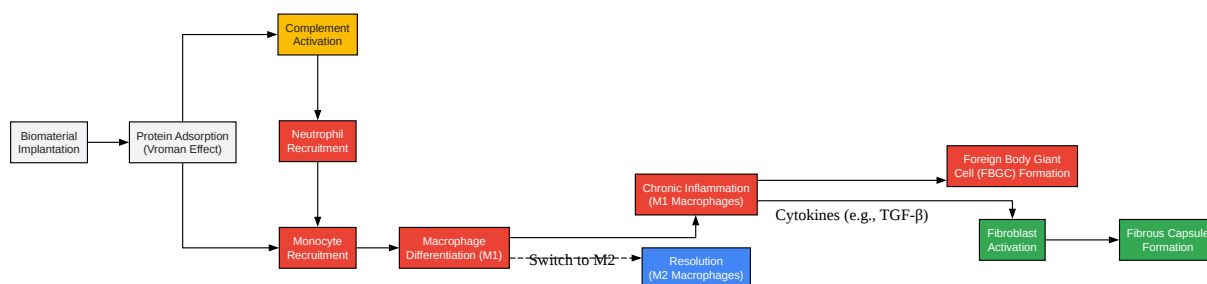 Complement
Activation
Biomaterial
Implantation
Protein Adsorption
(Vroman Effect)
Neutrophil
Recruitment
Monocyte
Recruitment
Macrophage
Differentiation (M1)
Switch to M2
Chronic Inflammation
(M1 Macrophages)
Resolution
(M2 Macrophages)
Cytokines (e.g., TGF-β)
Foreign Body Giant
Cell (FBGC) Formation
Fibroblast
Activation
Fibrous Capsule
Formation